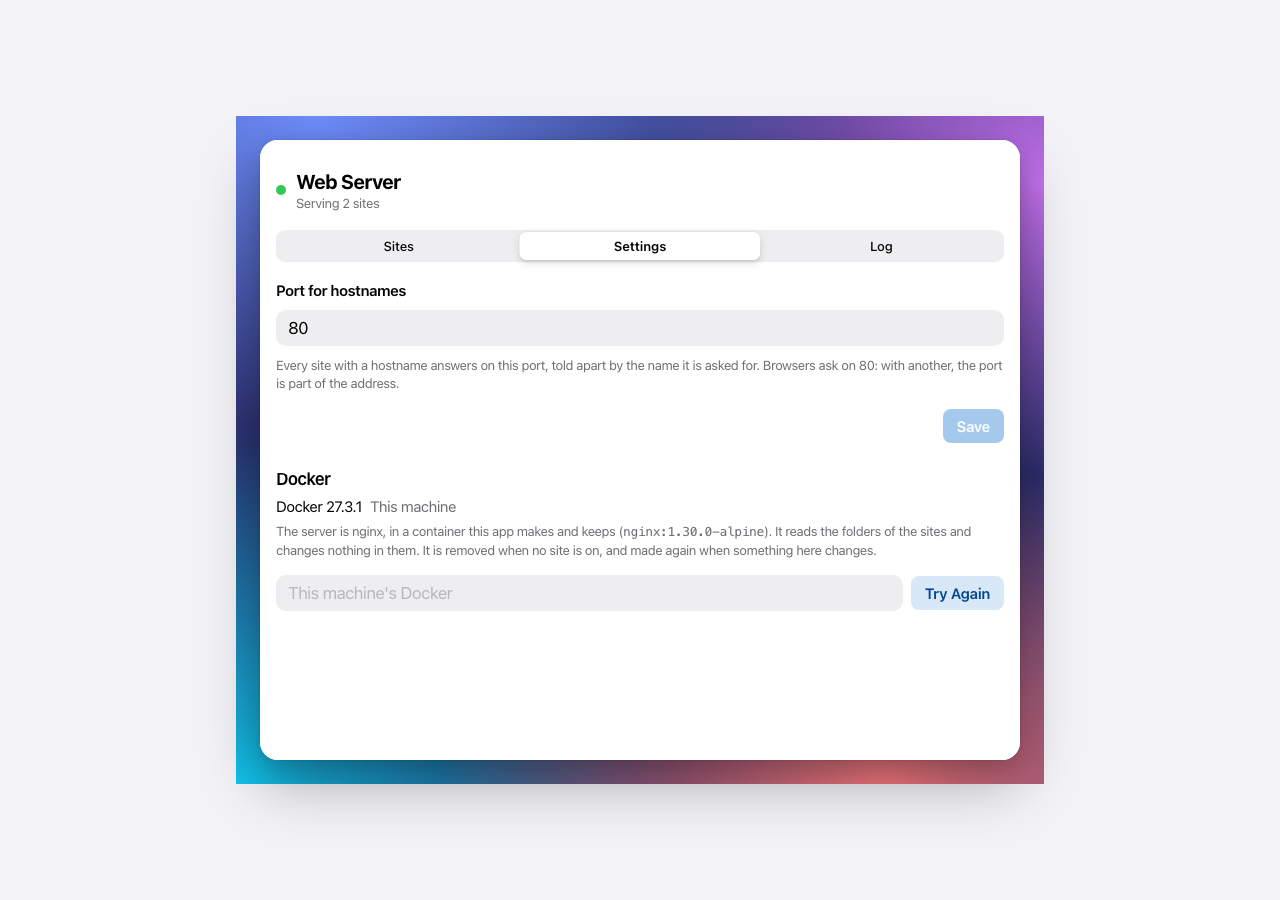 Web Server
Serving 2 sites
Sites
Settings
Log
Port for hostnames
80
Every site with a hostname answers on this port, told apart by the name it is asked for. Browsers ask on 80: with another, the port
is part of the address.
Save
Docker
Docker 27.3.1 This machine
The server is nginx, in a container this app makes and keeps (nginx:1.30.0-alpine). It reads the folders of the sites and
changes nothing in them. It is removed when no site is on, and made again when something here changes.
This machine's Docker
Try Again